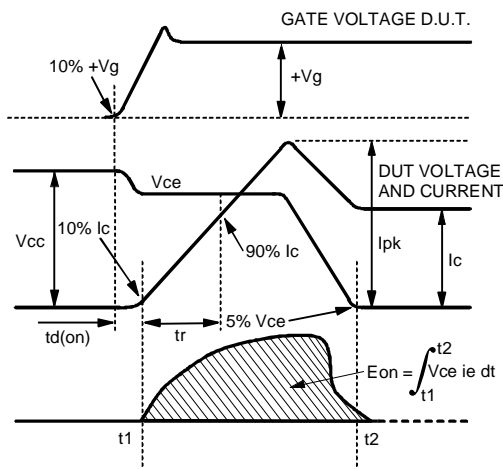 GATE VOLTAGE D.U.T.
10% +Vg
+Vg
Vce
DUT VOLTAGE
AND CURRENT
10% Ic
Vcc
90% Ic
Ipk
Ic
td(on)
tr
5% Vce
t2
Eon = ∫ Vce ie dt
t1
t1
t2